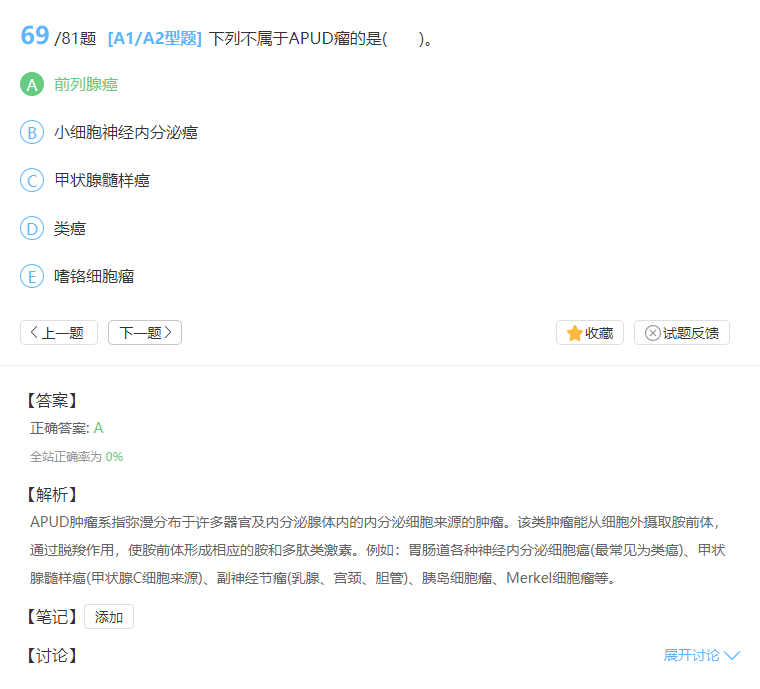 69 /81题 [A1/A2型题] 下列不属于APUD瘤的是(　　)。
A 前列腺癌
B 小细胞神经内分泌癌
C 甲状腺髓样癌
D 类癌
E 嗜铬细胞瘤
上一题 下一题 收藏 试题反馈
【答案】
正确答案: A
全站正确率为 0%
【解析】
APUD肿瘤系指弥漫分布于许多器官及内分泌腺体内的内分泌细胞来源的肿瘤。该类肿瘤能从细胞外摄取胺前体，
通过脱羧作用，使胺前体形成相应的胺和多肽类激素。例如：胃肠道各种神经内分泌细胞癌(最常见为类癌)、甲状
腺髓样癌(甲状腺C细胞来源)、副神经节瘤(乳腺、宫颈、胆管)、胰岛细胞瘤、Merkel细胞瘤等。
【笔记】 添加
【讨论】 展开讨论